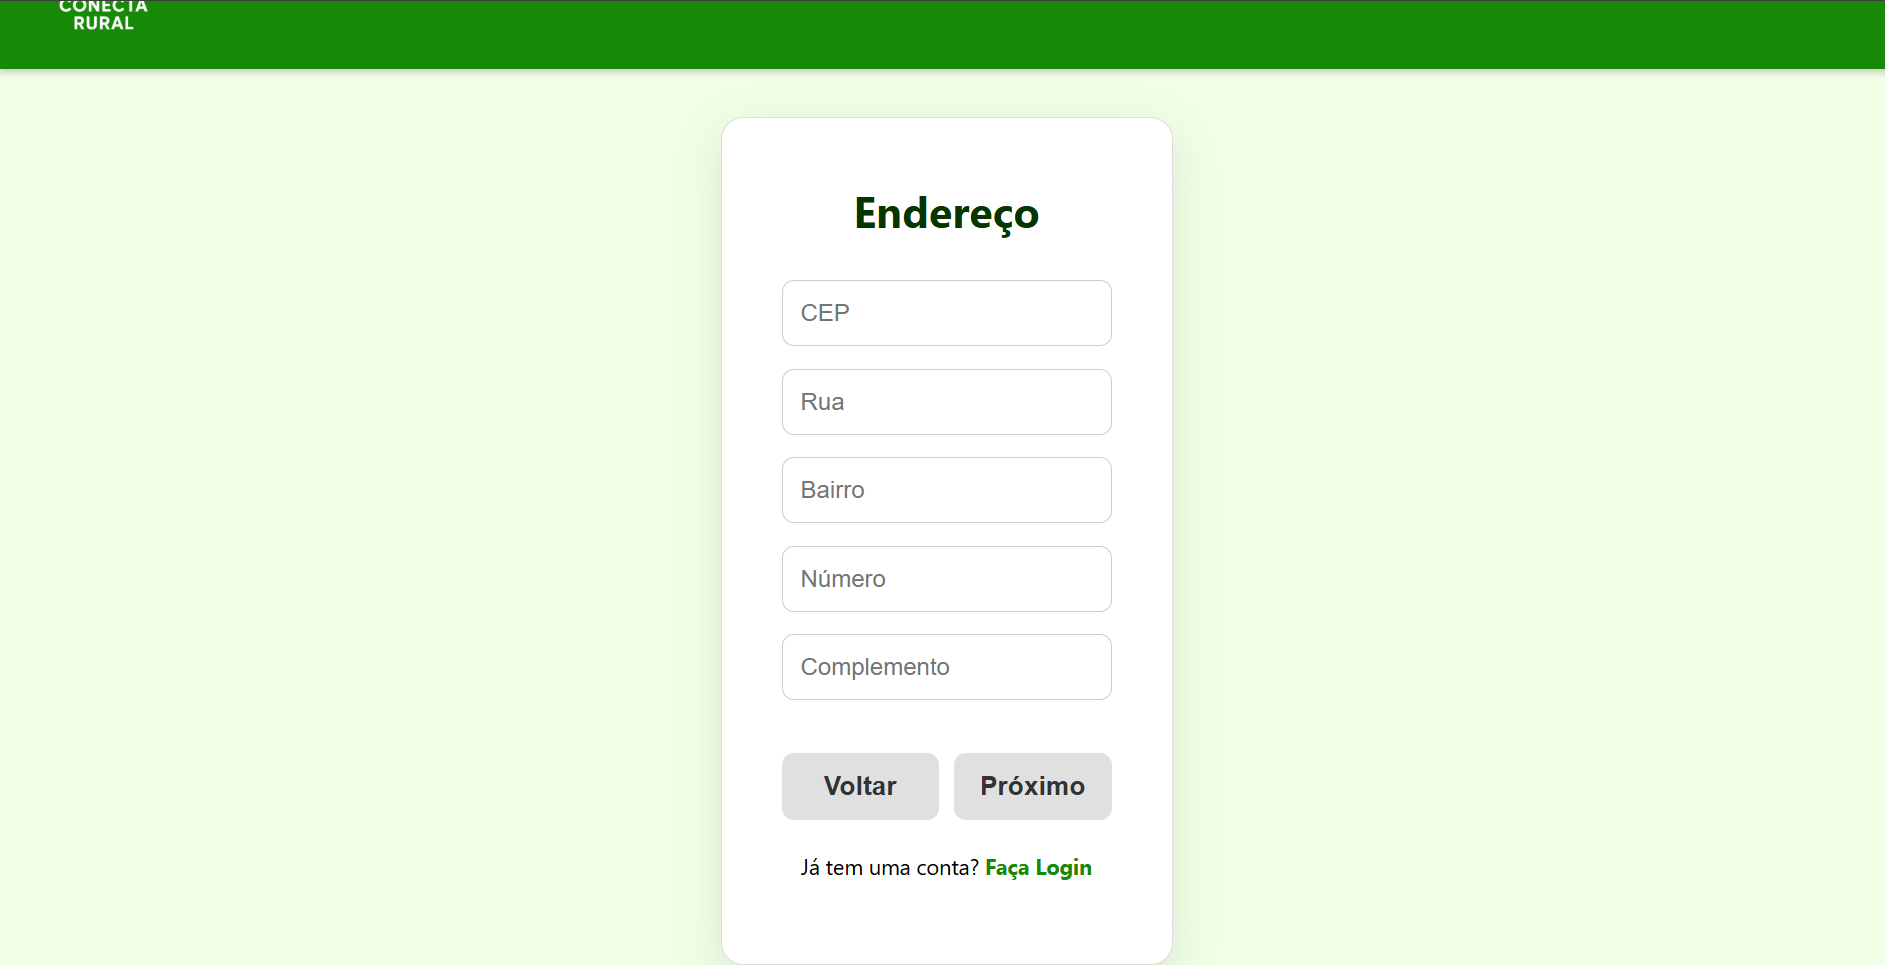 CONECTA
RURAL
Endereço
CEP
Rua
Bairro
Número
Complemento
Voltar Próximo
Já tem uma conta? Faça Login